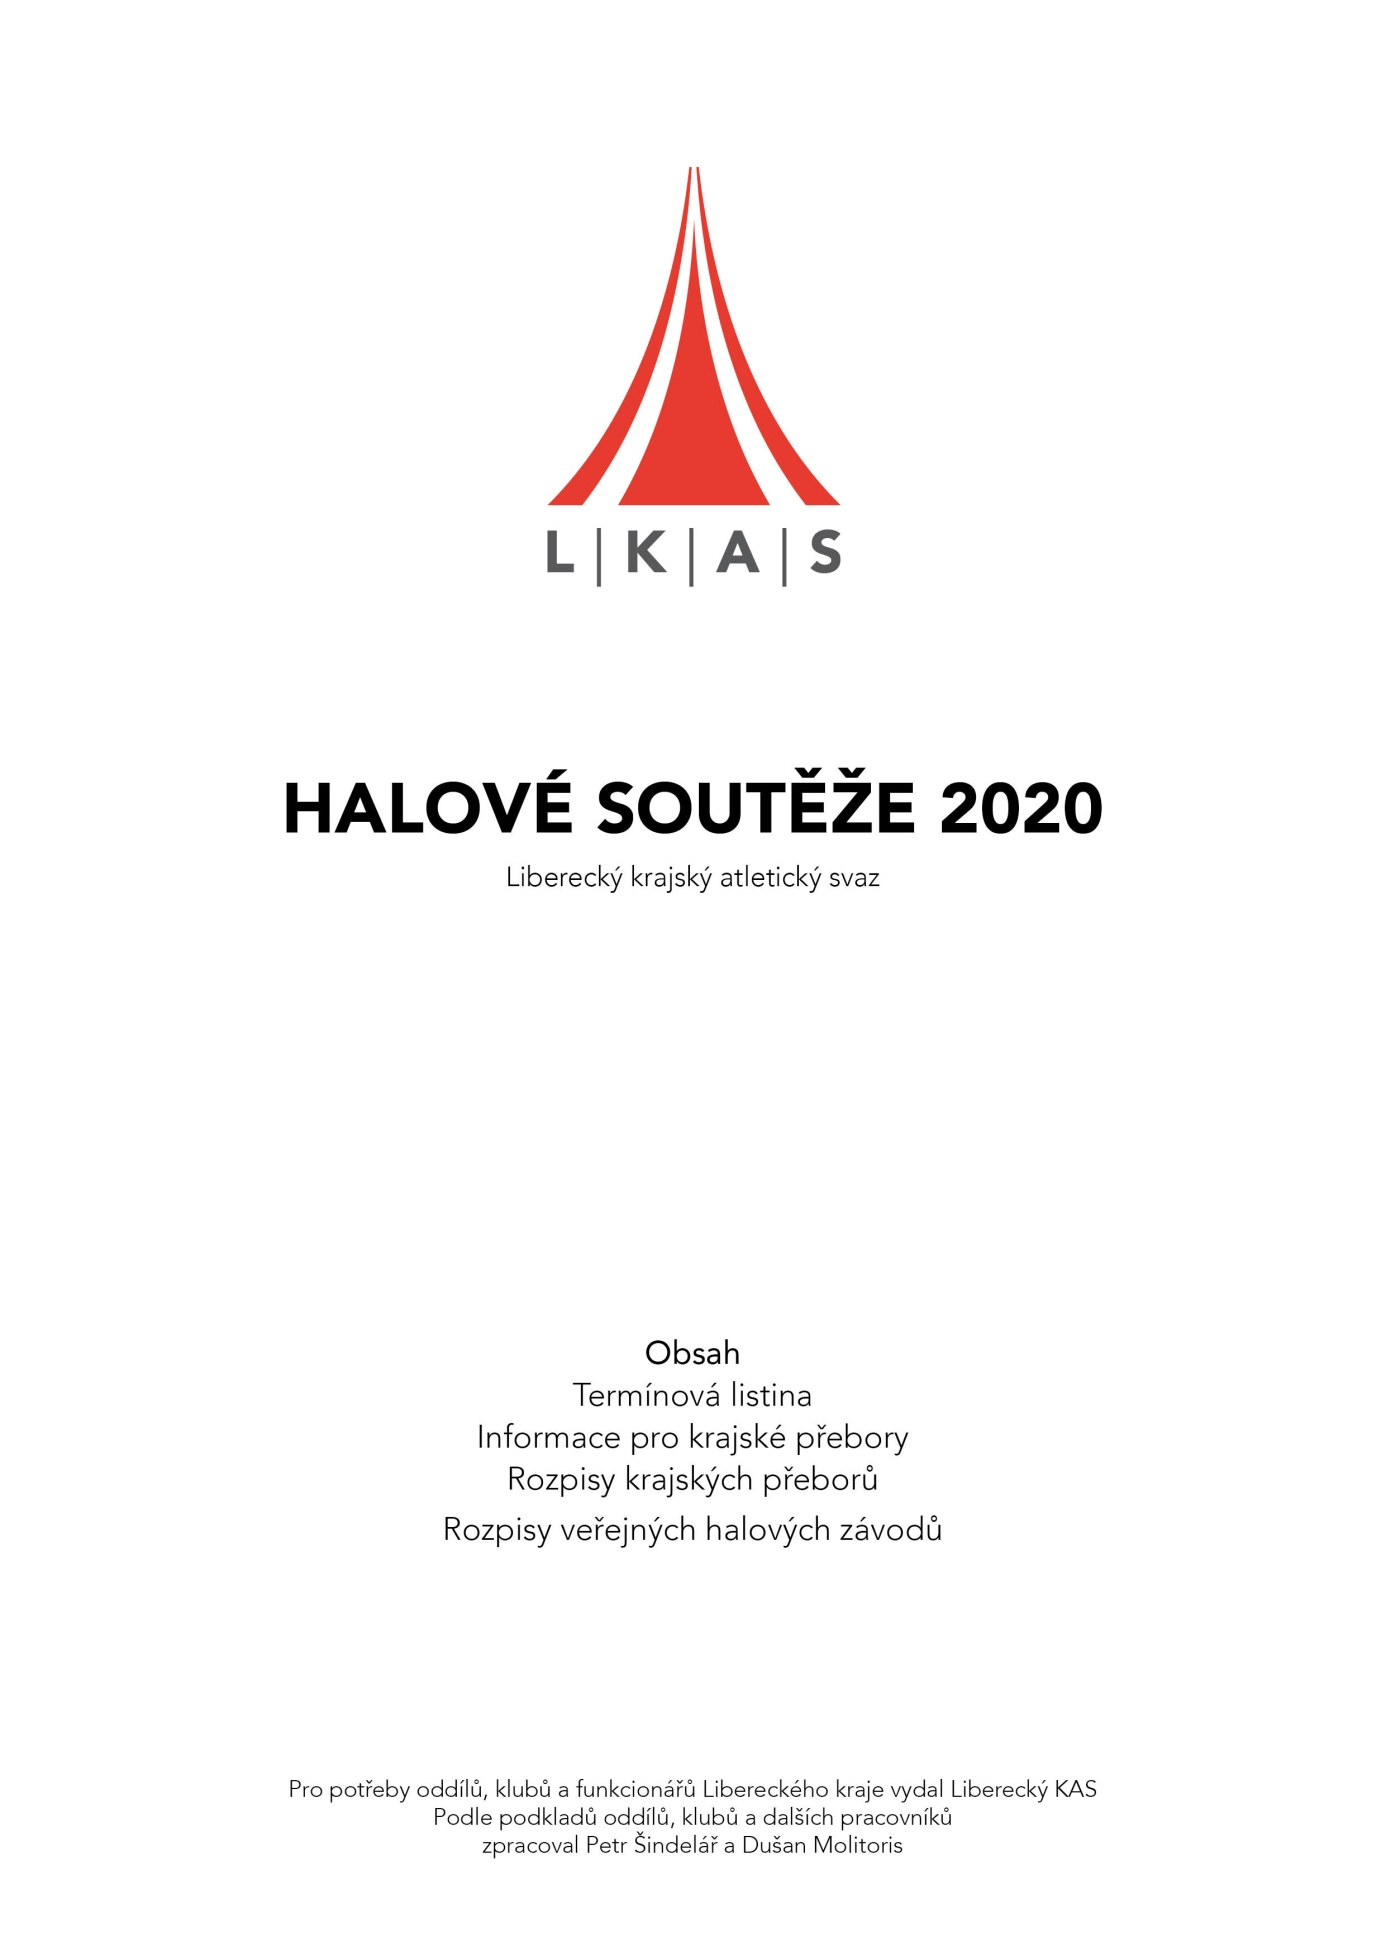 L|K|A|S
HALOVÉ SOUTĚŽE 2020
Liberecký krajský atletický svaz
Obsah
Termínová listina
Informace pro krajské přebory
Rozpisy krajských přeborů
Rozpisy veřejných halových závodů
Pro potřeby oddílů, klubů a funkcionářů Libereckého kraje vydal Liberecký KAS
Podle podkladů oddílů, klubů a dalších pracovníků
zpracoval Petr Šindelář a Dušan Molitoris